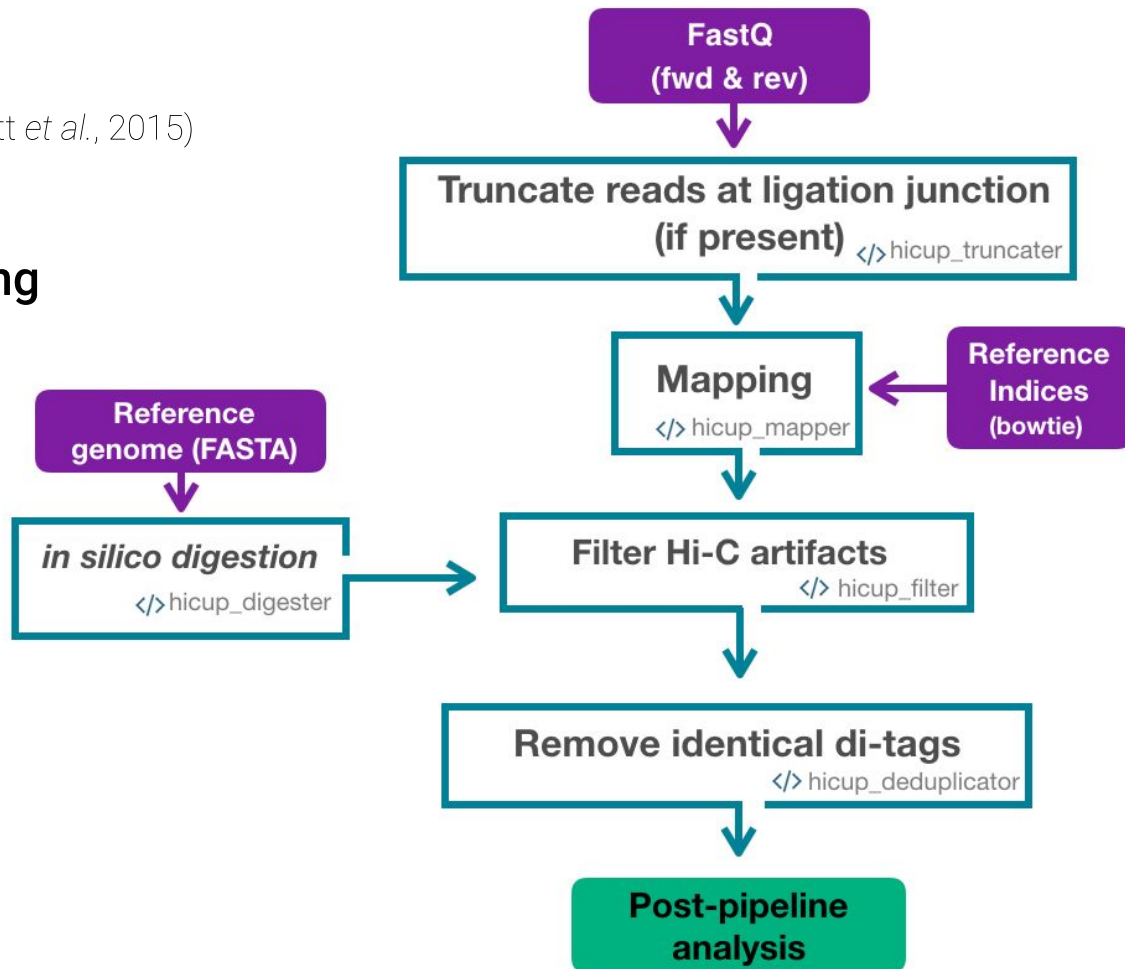 FastQ
(fwd & rev)
tt et al., 2015)
Truncate reads at ligation junction
(if present)
</> hicup_truncater
ng
Mapping
</> hicup_mapper
Reference
Indices
(bowtie)
Reference
genome (FASTA)
in silico digestion
</> hicup_digester
Filter Hi-C artifacts
</> hicup_filter
Remove identical di-tags
</> hicup_deduplicator
Post-pipeline
analysis